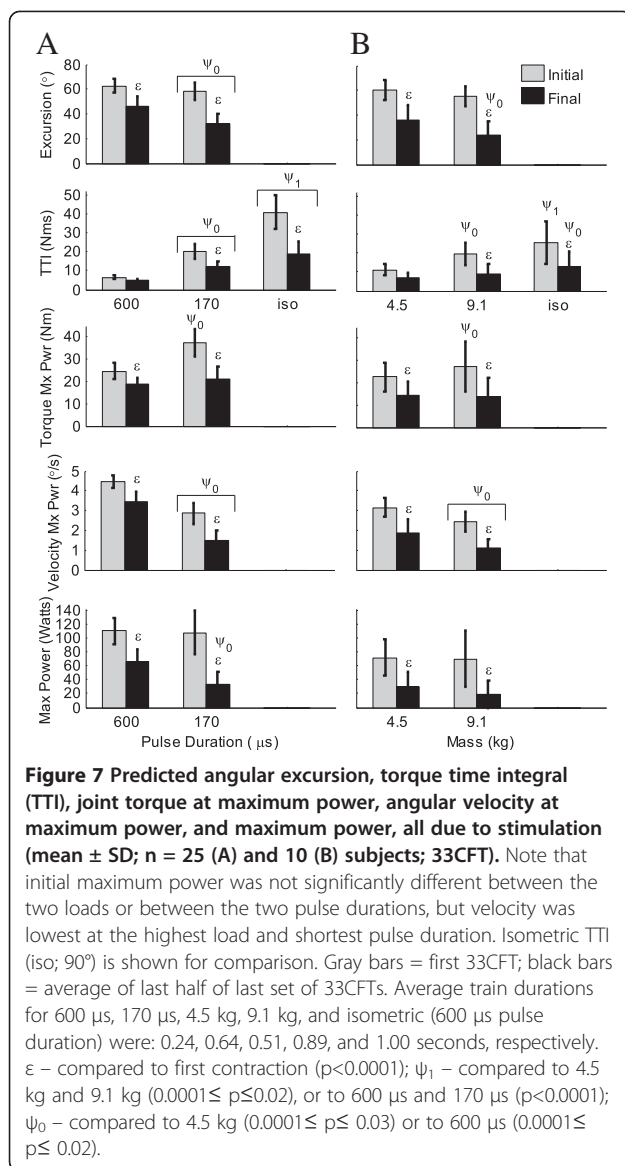 A
B
80
60
40
20
0
Excursion (°)
ε
ψ0
ε
ε
ψ0
ε
Initial
Final
50
40
30
20
10
0
TTI (Nms)
ψ0
ε
ψ1
ε
ψ0
ε
ψ1
ψ0
ε
600 170 iso
4.5 9.1 iso
40
30
20
10
0
Torque Mx Pwr (Nm)
ε
ψ0
ε
ε
ψ0
ε
5
4
3
2
1
0
Velocity Mx Pwr (°/s)
ε
ψ0
ε
ε
ψ0
ε
140
120
100
80
60
40
20
0
Max Power (Watts)
ε
ψ0
ε
ε
ε
600 170
4.5 9.1
Pulse Duration ( μs)
Mass (kg)
Figure 7 Predicted angular excursion, torque time integral
(TTI), joint torque at maximum power, angular velocity at
maximum power, and maximum power, all due to stimulation
(mean ± SD; n = 25 (A) and 10 (B) subjects; 33CFT). Note that
initial maximum power was not significantly different between the
two loads or between the two pulse durations, but velocity was
lowest at the highest load and shortest pulse duration. Isometric TTI
(iso; 90°) is shown for comparison. Gray bars = first 33CFT; black bars
= average of last half of last set of 33CFTs. Average train durations
for 600 μs, 170 μs, 4.5 kg, 9.1 kg, and isometric (600 μs pulse
duration) were: 0.24, 0.64, 0.51, 0.89, and 1.00 seconds, respectively.
ε – compared to first contraction (p<0.0001); ψ1 – compared to 4.5
kg and 9.1 kg (0.0001≤ p≤0.02), or to 600 μs and 170 μs (p<0.0001);
ψ0 – compared to 4.5 kg (0.0001≤ p≤ 0.03) or to 600 μs (0.0001≤
p≤ 0.02).